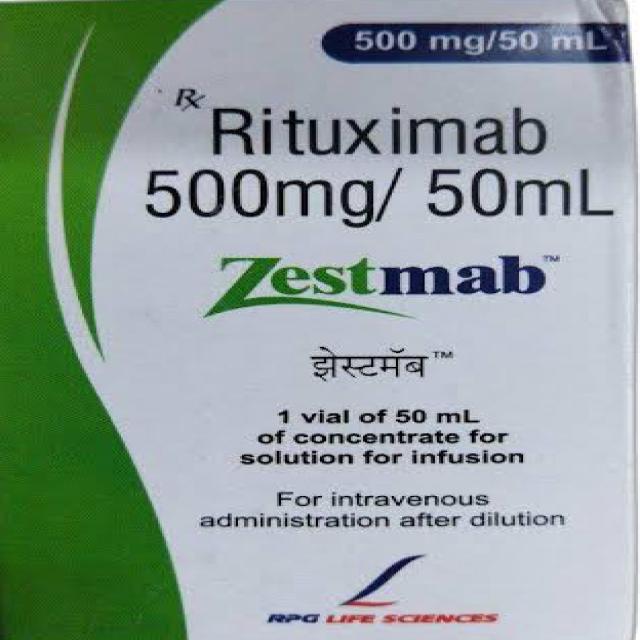 500 mg/50 mL
Rx
Rituximab
500mg/ 50mL
Zestmab™
झेस्टमॅब™
1 vial of 50 mL
of concentrate for
solution for infusion
For intravenous
administration after dilution
RPG LIFE SCIENCES